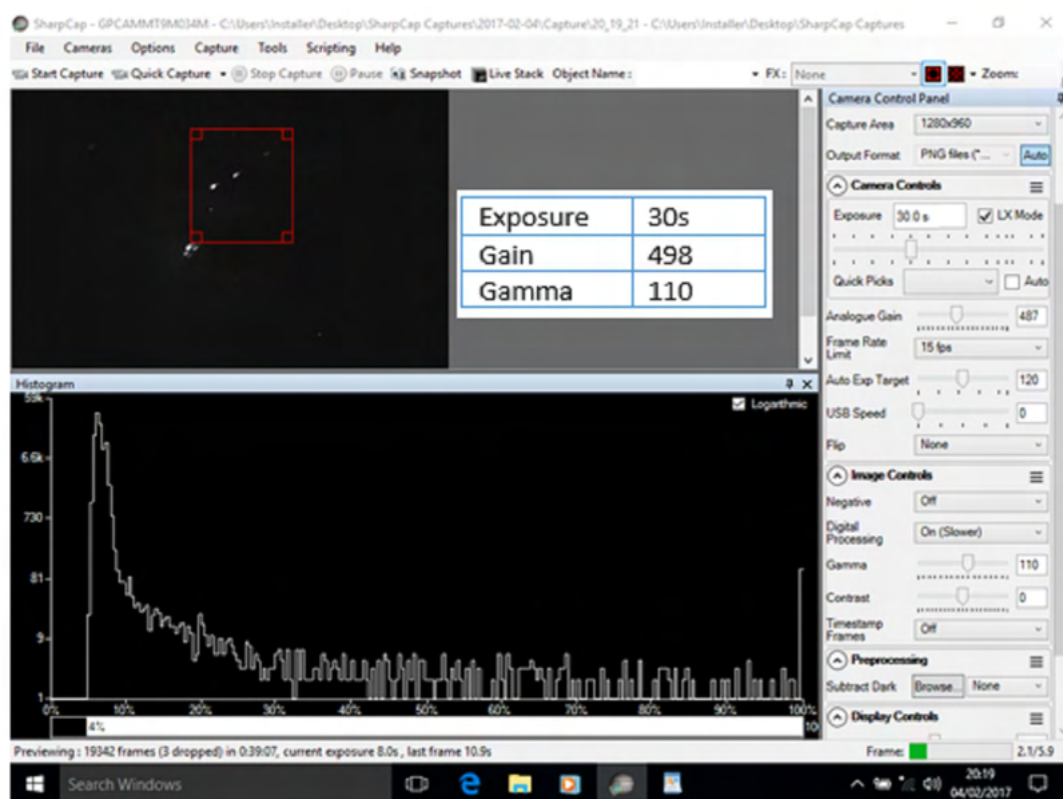 SharpCap - GPCAMMT9M034M - C:\Users\Installer\Desktop\SharpCap Captures\2017-02-04\Capture\20_19_21 - C:\Users\Installer\Desktop\SharpCap Captures
File Cameras Options Capture Tools Scripting Help
Start Capture Quick Capture Stop Capture Pause Snapshot Live Stack Object Name: FX: None Zoom:
Camera Control Panel
Capture Area 1280x960
Output Format PNG files ("... Auto
Camera Controls
Exposure 30.0 s LX Mode
Quick Picks Auto
Analogue Gain 487
Frame Rate Limit 15 fps
Auto Exp Target 120
USB Speed 0
Flip None
Image Controls
Negative Off
Digital Processing On (Slower)
Gamma 110
Contrast 0
Timestamp Frames Off
Preprocessing
Subtract Dark Browse... None
Display Controls
Exposure 30s
Gain 498
Gamma 110
Histogram
Logarithmic
59k
6.6k
730
81
9
1
0% 10% 20% 30% 40% 50% 60% 70% 80% 90% 100%
4% 10
Previewing : 19342 frames (3 dropped) in 0:39:07, current exposure 8.0s , last frame 10.9s Frame: 2.1/5.9
Search Windows
20:19
04/02/2017